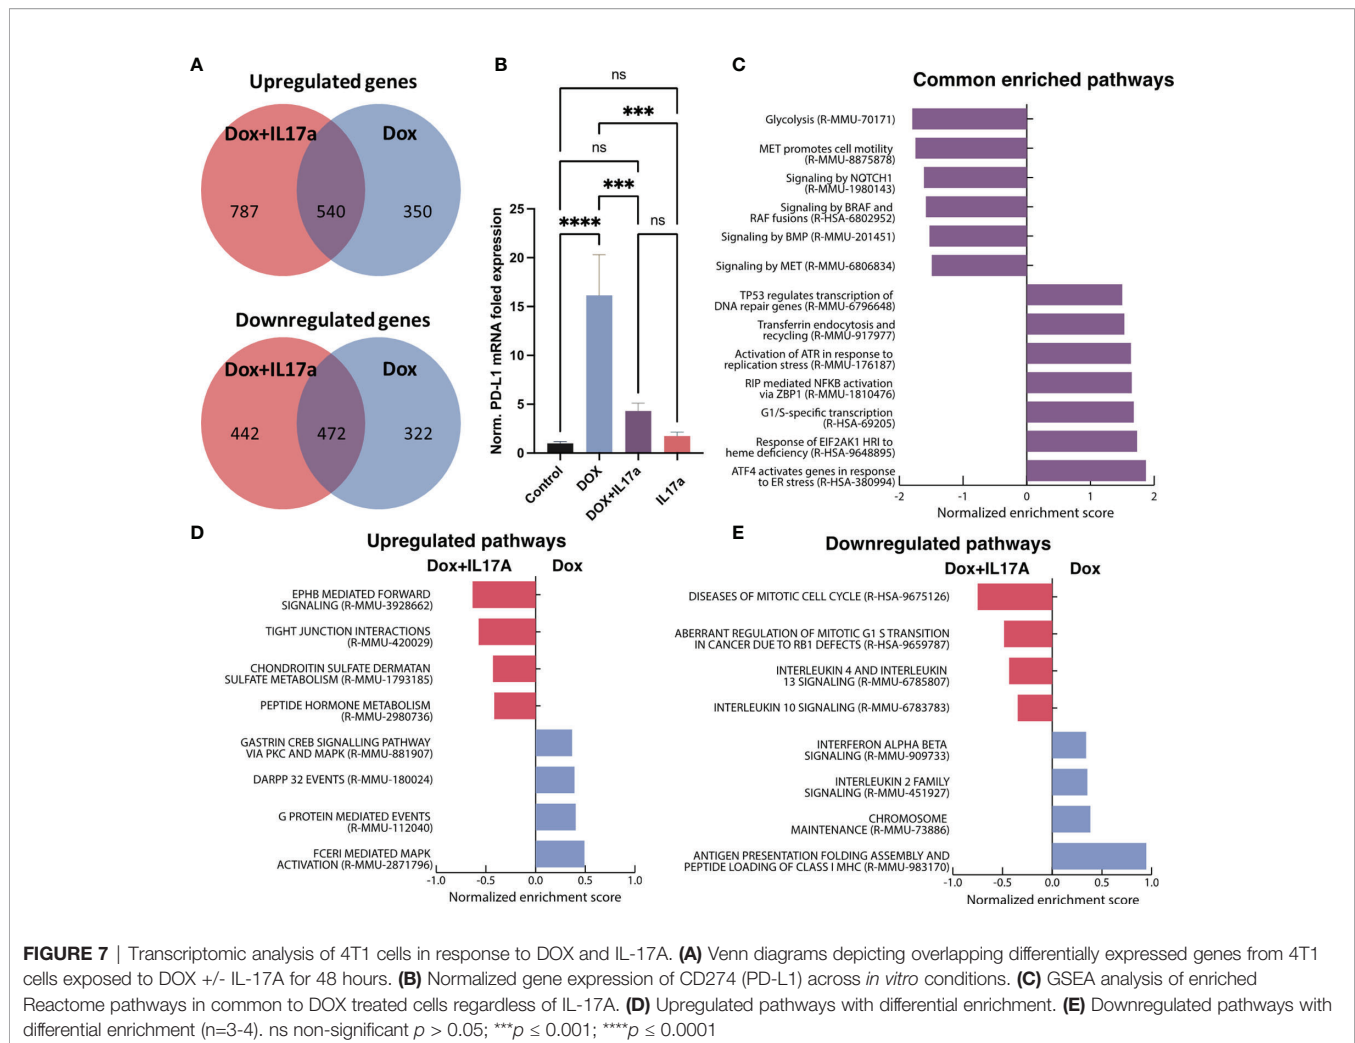 A
Upregulated genes
Dox+IL17a
Dox
787
540
350
Downregulated genes
Dox+IL17a
Dox
442
472
322
B
ns
***
ns
***
****
ns
Norm. PD-L1 mRNA foled expression
25
20
15
10
5
0
Control
DOX
DOX+IL17a
IL17a
C
Common enriched pathways
Glycolysis (R-MMU-70171)
MET promotes cell motility
(R-MMU-8875878)
Signaling by NOTCH1
(R-MMU-1980143)
Signaling by BRAF and
RAF fusions (R-HSA-6802952)
Signaling by BMP (R-MMU-201451)
Signaling by MET (R-MMU-6806834)
TP53 regulates transcription of
DNA repair genes (R-MMU-6796648)
Transferrin endocytosis and
recycling (R-MMU-917977)
Activation of ATR in response to
replication stress (R-MMU-176187)
RIP mediated NFKB activation
via ZBP1 (R-MMU-1810476)
G1/S-specific transcription
(R-HSA-69205)
Response of EIF2AK1 HRI to
heme deficiency (R-HSA-9648895)
ATF4 activates genes in response
to ER stress (R-HSA-380994)
-2 -1 0 1 2
Normalized enrichment score
D
Upregulated pathways
Dox+IL17A Dox
EPHB MEDIATED FORWARD
SIGNALING (R-MMU-3928662)
TIGHT JUNCTION INTERACTIONS
(R-MMU-420029)
CHONDROITIN SULFATE DERMATAN
SULFATE METABOLISM (R-MMU-1793185)
PEPTIDE HORMONE METABOLISM
(R-MMU-2980736)
GASTRIN CREB SIGNALLING PATHWAY
VIA PKC AND MAPK (R-MMU-881907)
DARPP 32 EVENTS (R-MMU-180024)
G PROTEIN MEDIATED EVENTS
(R-MMU-112040)
FCERI MEDIATED MAPK
ACTIVATION (R-MMU-2871796)
-1.0 -0.5 0.0 0.5 1.0
Normalized enrichment score
E
Downregulated pathways
Dox+IL17A Dox
DISEASES OF MITOTIC CELL CYCLE (R-HSA-9675126)
ABERRANT REGULATION OF MITOTIC G1 S TRANSITION
IN CANCER DUE TO RB1 DEFECTS (R-HSA-9659787)
INTERLEUKIN 4 AND INTERLEUKIN
13 SIGNALING (R-MMU-6785807)
INTERLEUKIN 10 SIGNALING (R-MMU-6783783)
INTERFERON ALPHA BETA
SIGNALING (R-MMU-909733)
INTERLEUKIN 2 FAMILY
SIGNALING (R-MMU-451927)
CHROMOSOME
MAINTENANCE (R-MMU-73886)
ANTIGEN PRESENTATION FOLDING ASSEMBLY AND
PEPTIDE LOADING OF CLASS I MHC (R-MMU-983170)
-1.0 -0.5 0.0 0.5 1.0
Normalized enrichment score
FIGURE 7 | Transcriptomic analysis of 4T1 cells in response to DOX and IL-17A. (A) Venn diagrams depicting overlapping differentially expressed genes from 4T1
cells exposed to DOX +/- IL-17A for 48 hours. (B) Normalized gene expression of CD274 (PD-L1) across in vitro conditions. (C) GSEA analysis of enriched
Reactome pathways in common to DOX treated cells regardless of IL-17A. (D) Upregulated pathways with differential enrichment. (E) Downregulated pathways with
differential enrichment (n=3-4). ns non-significant p > 0.05; ***p ≤ 0.001; ****p ≤ 0.0001